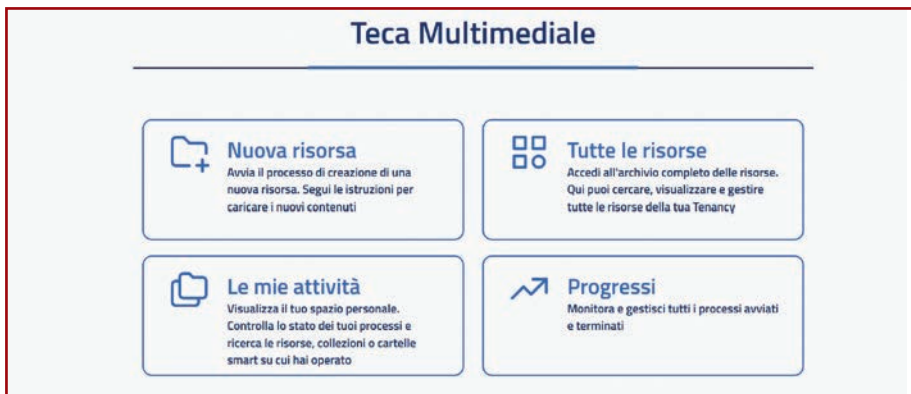 Teca Multimediale
Nuova risorsa
Avvia il processo di creazione di una
nuova risorsa. Segui le istruzioni per
caricare i nuovi contenuti
Tutte le risorse
Accedi all'archivio completo delle risorse.
Qui puoi cercare, visualizzare e gestire
tutte le risorse della tua Tenancy
Le mie attività
Visualizza il tuo spazio personale.
Controlla lo stato dei tuoi processi e
ricerca le risorse, collezioni o cartelle
smart su cui hai operato
Progressi
Monitora e gestisci tutti i processi avviati
e terminati